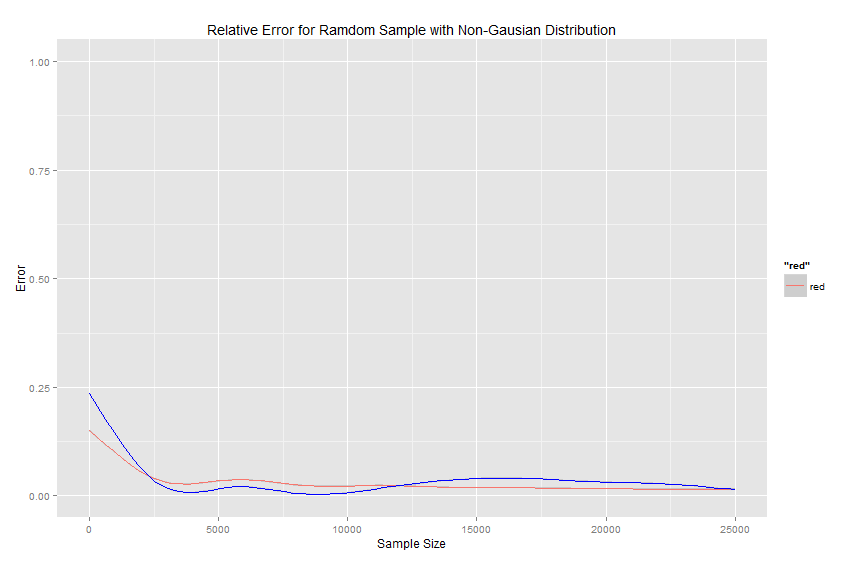 Relative Error for Ramdom Sample with Non-Gausian Distribution
1.00
0.75
0.50
0.25
0.00
Error
0 5000 10000 15000 20000 25000
Sample Size
"red"
red